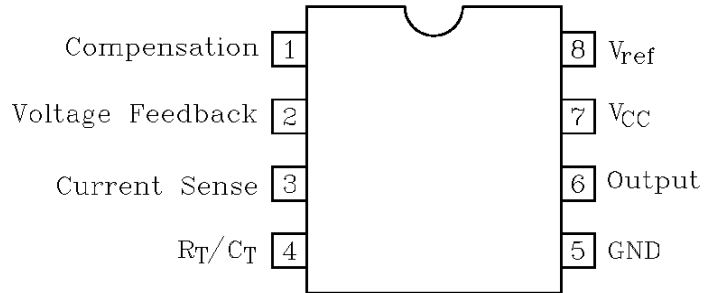 Compensation 1 8 Vref
Voltage Feedback 2 7 VCC
Current Sense 3 6 Output
RT/CT 4 5 GND